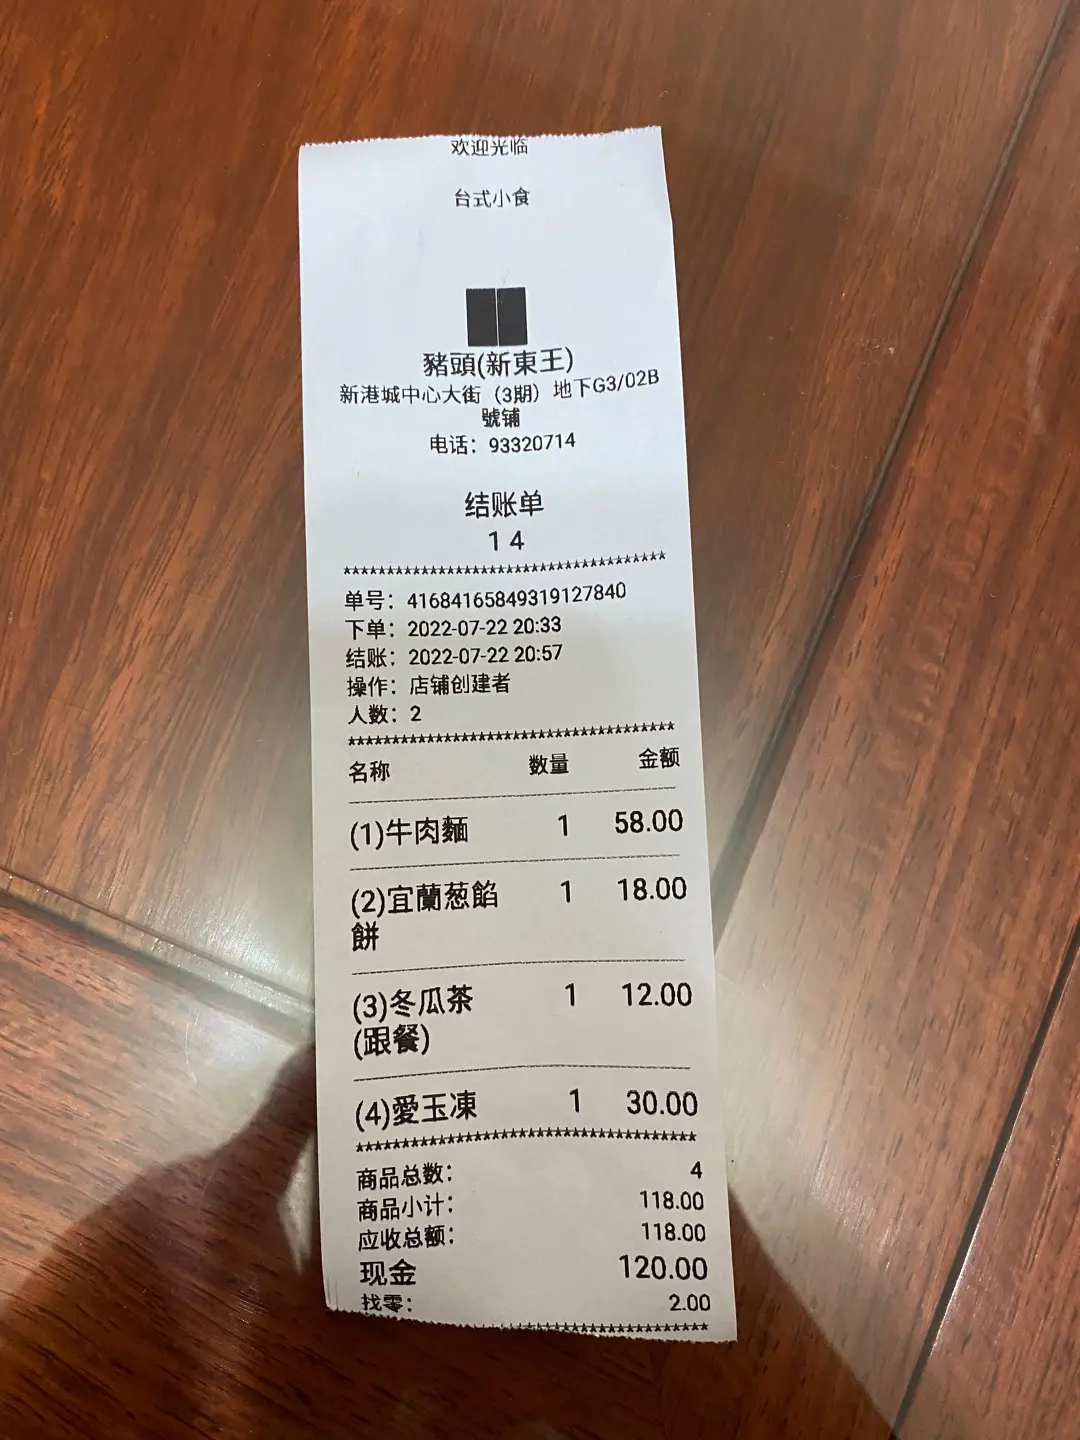 欢迎光临
台式小食
豬頭(新東王)
新港城中心大街（3期）地下G3/02B
號铺
电话：93320714
结账单
14
*************************************
单号：41684165849319127840
下单：2022-07-22 20:33
结账：2022-07-22 20:57
操作：店铺创建者
人数：2
*************************************
名称 数量 金额
(1)牛肉麵 1 58.00
(2)宜蘭葱餡 1 18.00
餅
(3)冬瓜茶 1 12.00
(跟餐)
(4)愛玉凍 1 30.00
*************************************
商品总数： 4
商品小计： 118.00
应收总额： 118.00
现金 120.00
找零： 2.00